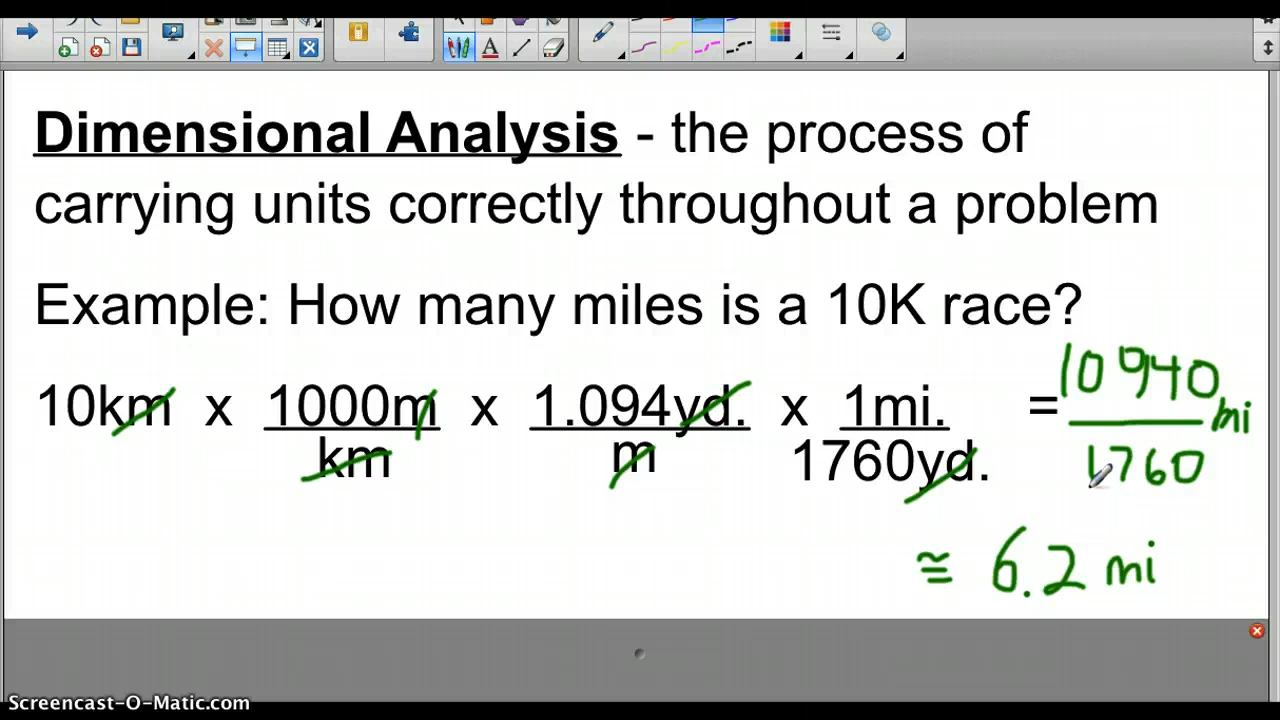 Dimensional Analysis - the process of
carrying units correctly throughout a problem
Example: How many miles is a 10K race?
10km x 1000m x 1.094yd. x 1mi. = 10940 mi
km m 1760yd. 1760
≅ 6.2 mi
Screencast-O-Matic.com